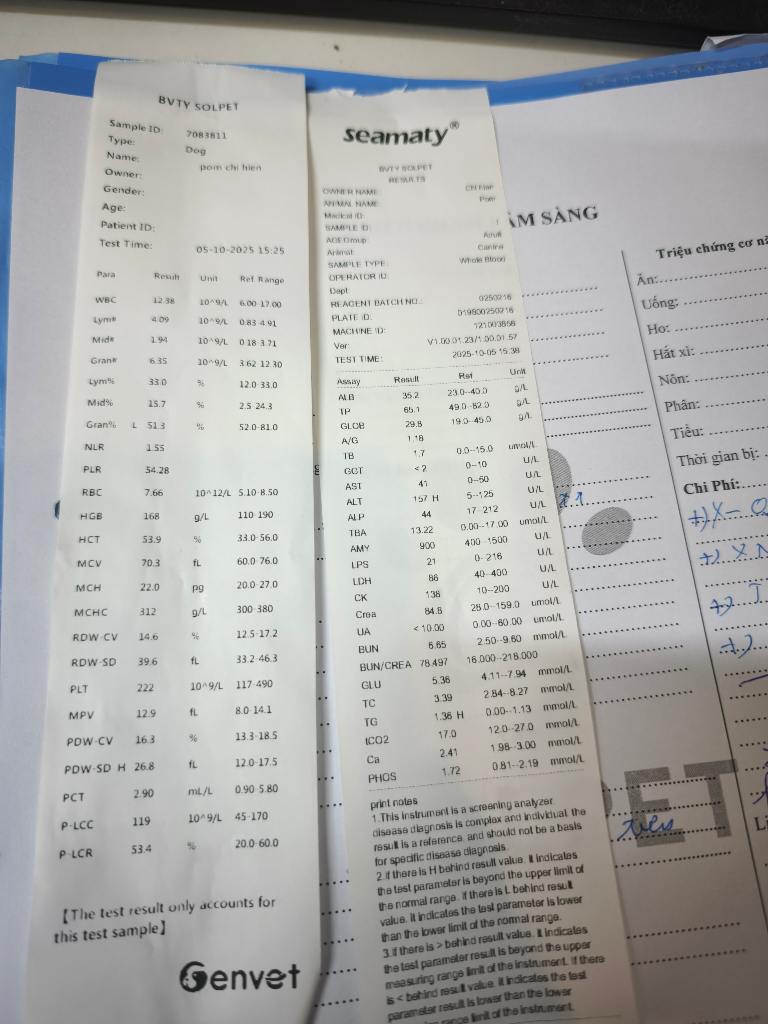 BVTY SOLPET
Sample ID: 7083811
Type: Dog
Name: pom chi hien
Owner:
Gender:
Age:
Patient ID:
Test Time: 05-10-2025 15:25
Para Result Unit Ref. Range
WBC 12.38 10^9/L 6.00-17.00
Lym# 4.09 10^9/L 0.83-4.91
Mid# 1.94 10^9/L 0.18-3.71
Gran# 6.35 10^9/L 3.62-12.30
Lym% 33.0 % 12.0-33.0
Mid% 15.7 % 2.5-24.3
Gran% L 51.3 % 52.0-81.0
NLR 1.55
PLR 54.28
RBC 7.66 10^12/L 5.10-8.50
HGB 168 g/L 110-190
HCT 53.9 % 33.0-56.0
MCV 70.3 fL 60.0-76.0
MCH 22.0 pg 20.0-27.0
MCHC 312 g/L 300-380
RDW-CV 14.6 % 12.5-17.2
RDW-SD 39.6 fL 33.2-46.3
PLT 222 10^9/L 117-490
MPV 12.9 fL 8.0-14.1
PDW-CV 16.3 % 13.3-18.5
PDW-SD H 26.8 fL 12.0-17.5
PCT 2.90 mL/L 0.90-5.80
P-LCC 119 10^9/L 45-170
P-LCR 53.4 % 20.0-60.0
【The test result only accounts for
this test sample】
Genvet
seamaty®
BVTY SOLPET
RESULTS
OWNER NAME:
ANIMAL NAME: Pom
Medical ID:
SAMPLE ID: 1
AGEGroup: Adult
Animal: Canine
SAMPLE TYPE: Whole Blood
OPERATOR ID:
Dept:
REAGENT BATCH NO.: 0250216
PLATE ID: 019800250216
MACHINE ID: 121003898
Ver: V1.00.01.23/1.00.01.57
TEST TIME: 2025-10-05 15:38
Assay Result Ref Unit
ALB 35.2 23.0--40.0 g/L
TP 65.1 49.0--82.0 g/L
GLOB 29.8 19.0--45.0 g/L
A/G 1.18
TB 1.7 0.0--15.0 umol/L
GGT <2 0--10 U/L
AST 41 0--50 U/L
ALT 157 H 5--125 U/L
ALP 44 17--212 U/L
TBA 13.22 0.00--17.00 umol/L
AMY 900 400--1500 U/L
LPS 21 0--216 U/L
LDH 86 40--400 U/L
CK 138 10--200 U/L
Crea 84.8 28.0--159.0 umol/L
UA <10.00 0.00--60.00 umol/L
BUN 6.65 2.50--9.60 mmol/L
BUN/CREA 78.497 16.000--218.000
GLU 5.36 4.11--7.94 mmol/L
TC 3.39 2.84--8.27 mmol/L
TG 1.36 H 0.00--1.13 mmol/L
tCO2 17.0 12.0--27.0 mmol/L
Ca 2.41 1.98--3.00 mmol/L
PHOS 1.72 0.81--2.19 mmol/L
print notes
1.This instrument is a screening analyzer,
disease diagnosis is complex and individual, the
result is a reference, and should not be a basis
for specific disease diagnosis.
2.If there is H behind result value. It indicates
the test parameter is beyond the upper limit of
the normal range. If there is L behind result
value. It indicates the test parameter is lower
than the lower limit of the normal range.
3.If there is > behind result value. It indicates
the test parameter result is beyond the upper
measuring range limit of the instrument. If there
is < behind result value. It indicates the test
parameter result is lower than the lower
range limit of the instrument.
ÂM SÀNG
Triệu chứng cơ
Ăn:
Uống:
Ho:
Hắt xì:
Nôn:
Phân:
Tiểu:
Thời gian bị:
Chi Phí:
+) X-
+) X
+)
+)
PET